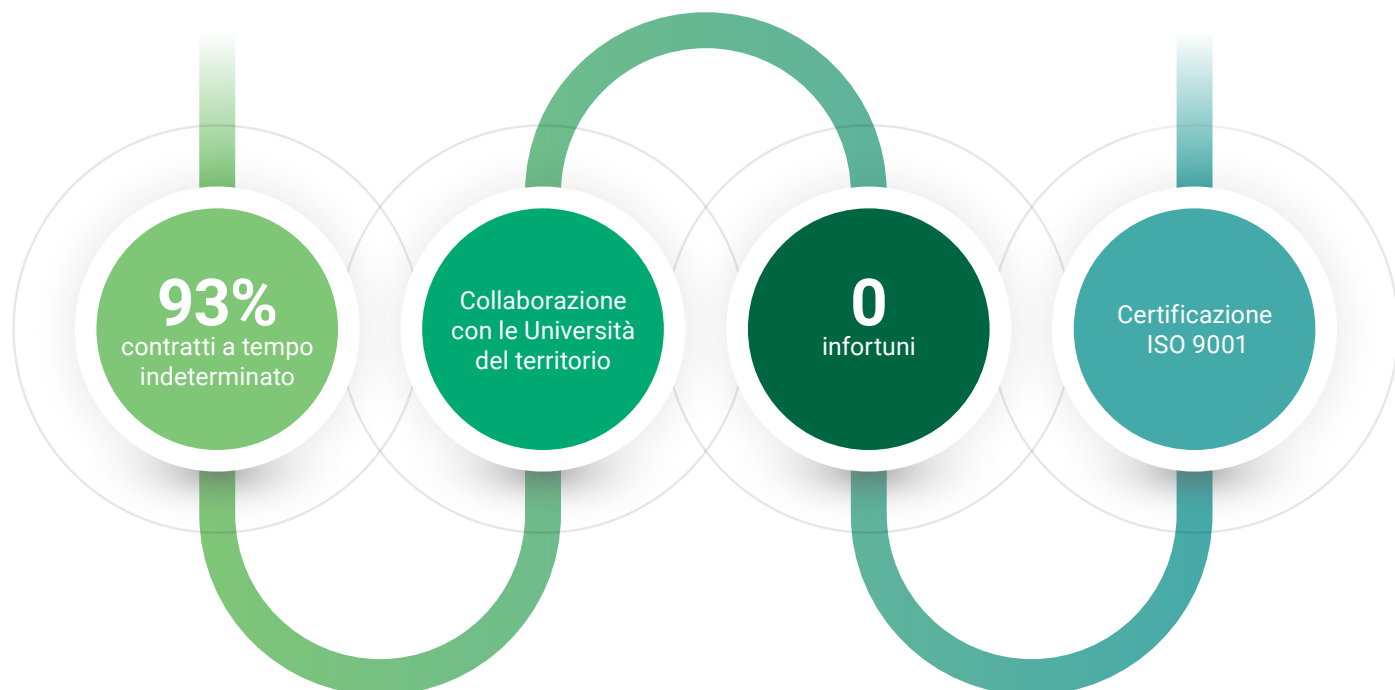 93%
contratti a tempo
indeterminato
Collaborazione
con le Università
del territorio
0
infortuni
Certificazione
ISO 9001